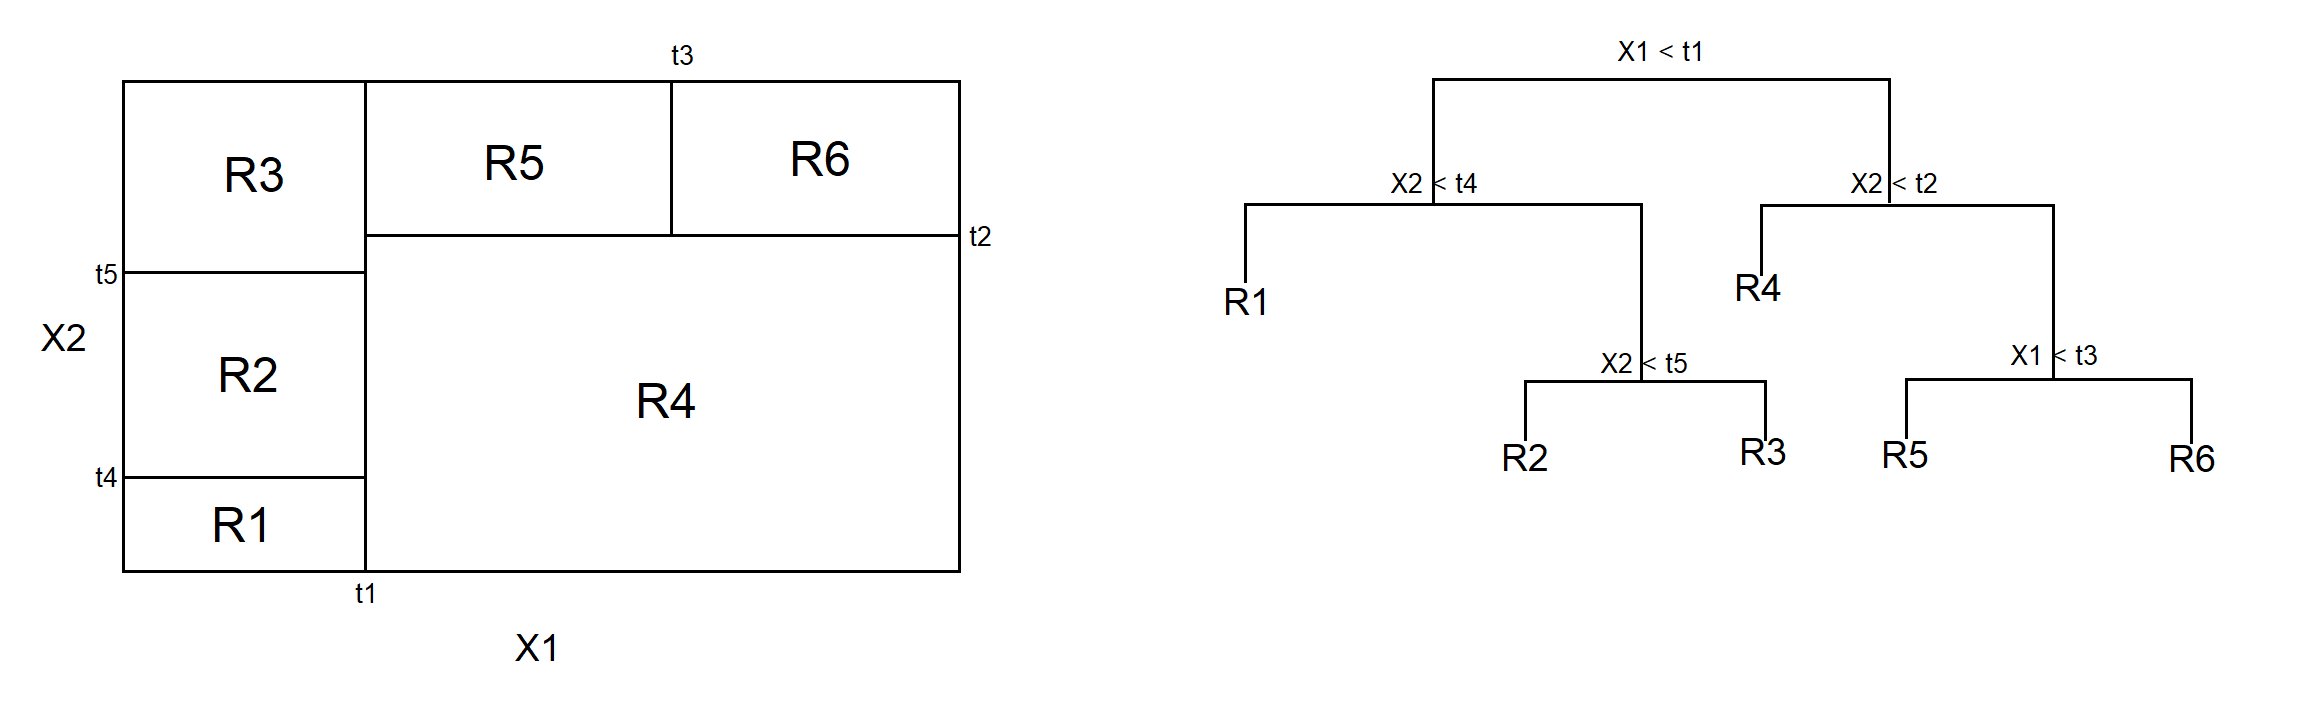 t3
R3
R5
R6
t2
t5
X2
R2
R4
t4
R1
t1
X1
X1 < t1
X2 < t4
X2 < t2
R1
R4
X2 < t5
X1 < t3
R2
R3
R5
R6